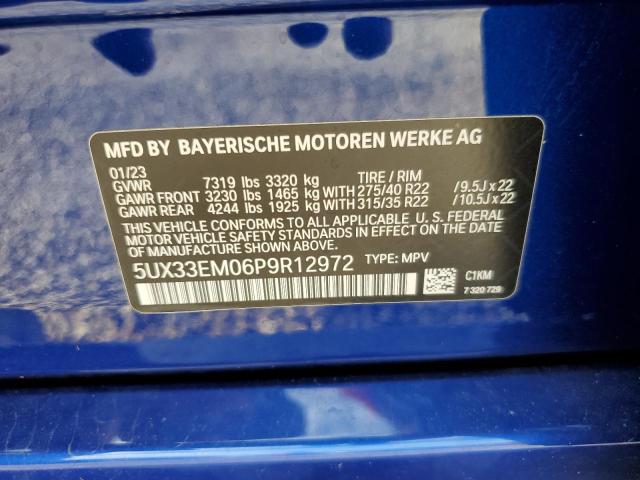 MFD BY BAYERISCHE MOTOREN WERKE AG
01/23
GVWR 7319 lbs 3320 kg TIRE / RIM
GAWR FRONT 3230 lbs 1465 kg WITH 275/40 R22 / 9.5J x 22
GAWR REAR 4244 lbs 1925 kg WITH 315/35 R22 / 10.5J x 22
THIS VEHICLE CONFORMS TO ALL APPLICABLE U. S. FEDERAL
MOTOR VEHICLE SAFETY STANDARDS IN EFFECT ON THE DATE
OF MANUFACTURE SHOWN ABOVE.
5UX33EM06P9R12972 TYPE: MPV
C1KM
7 320 729